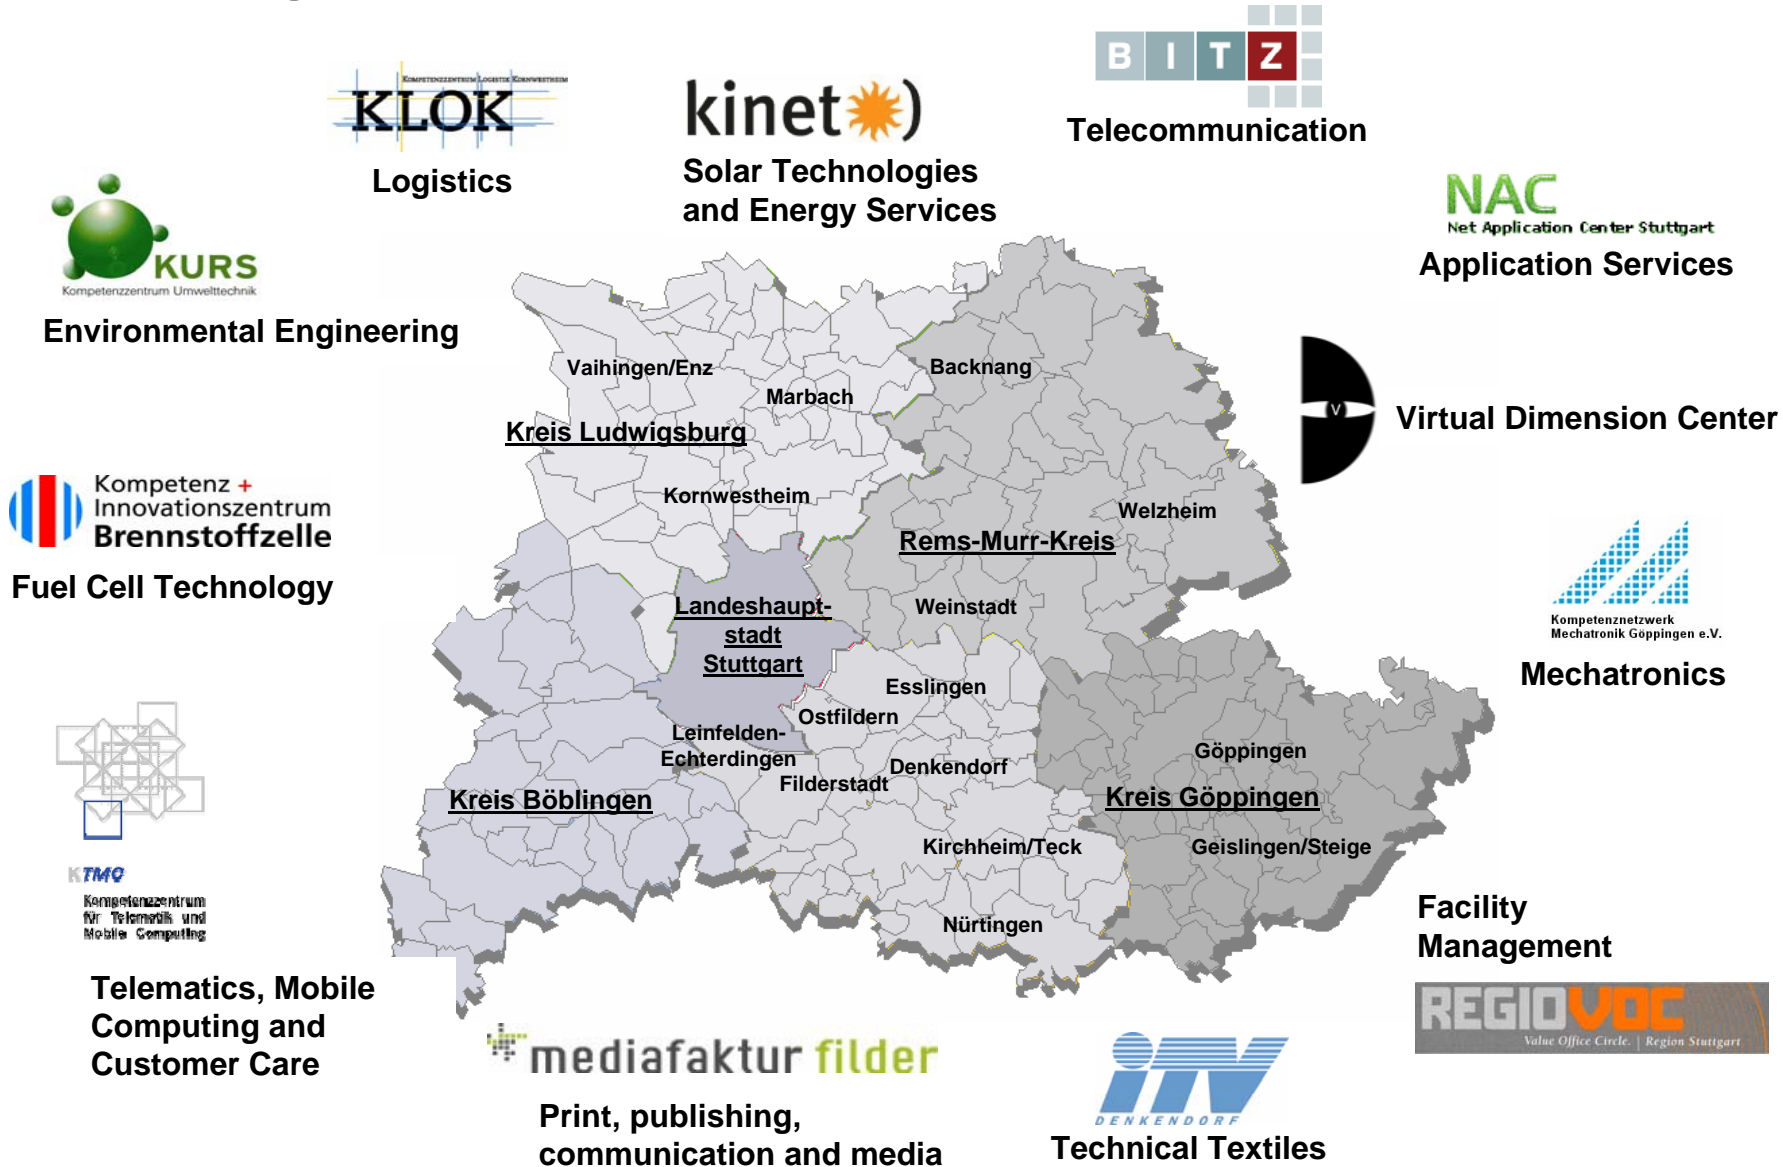 BITZ
Telecommunication
KOMPETENZZENTRUM LOGISTIK KORNWESTHEIM
KLOK
Logistics
kinet)
Solar Technologies
and Energy Services
NAC
Net Application Center Stuttgart
Application Services
KURS
Kompetenzzentrum Umwelttechnik
Environmental Engineering
V
Virtual Dimension Center
Kompetenz +
Innovationszentrum
Brennstoffzelle
Fuel Cell Technology
Kompetenznetzwerk
Mechatronik Göppingen e.V.
Mechatronics
Vaihingen/Enz
Marbach
Backnang
Kreis Ludwigsburg
Kornwestheim
Welzheim
Rems-Murr-Kreis
Landeshaupt-
stadt
Stuttgart
Weinstadt
Esslingen
Ostfildern
Leinfelden-
Echterdingen
Filderstadt
Denkendorf
Göppingen
Kreis Böblingen
Kreis Göppingen
Kirchheim/Teck
Geislingen/Steige
Nürtingen
KTMC
Kompetenzzentrum
für Telematik und
Mobile Computing
Telematics, Mobile
Computing and
Customer Care
mediafaktur filder
Print, publishing,
communication and media
itv
DENKENDORF
Technical Textiles
Facility
Management
REGIOVOC
Value Office Circle. | Region Stuttgart